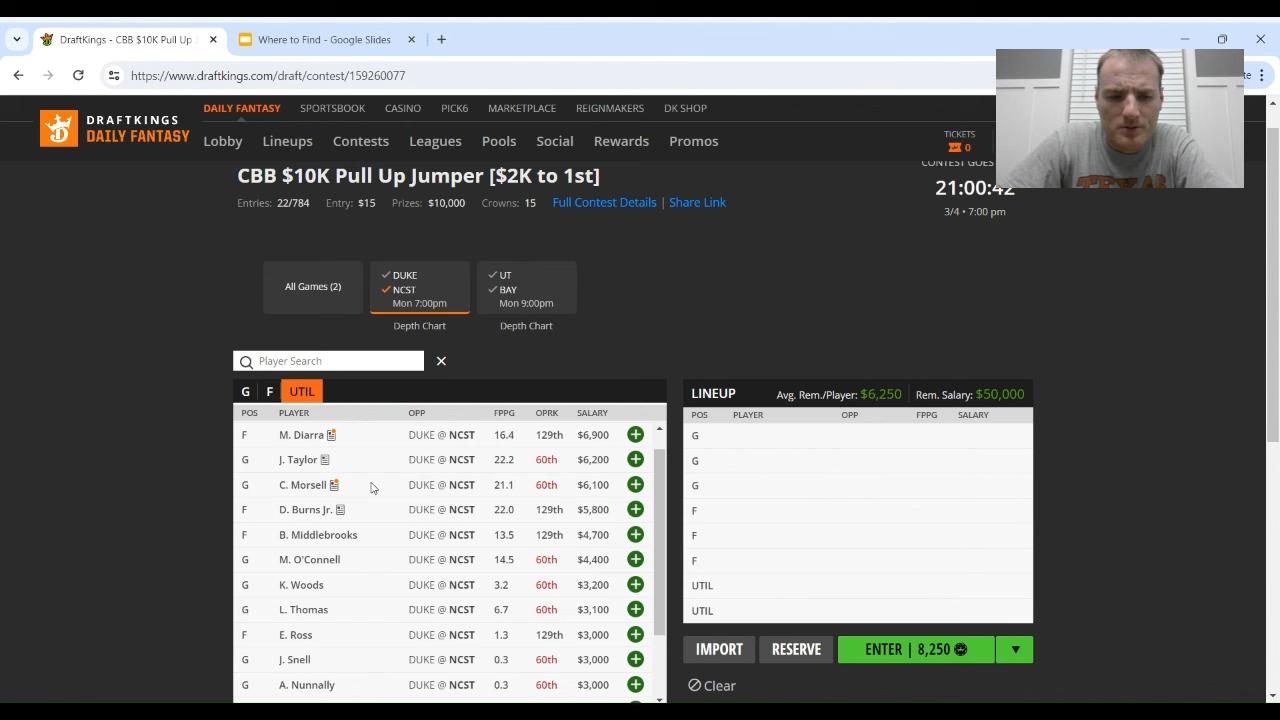 DraftKings - CBB $10K Pull Up J
Where to Find - Google Slides
https://www.draftkings.com/draft/contest/159260077
DAILY FANTASY SPORTSBOOK CASINO PICK6 MARKETPLACE REIGNMAKERS DK SHOP
DRAFTKINGS
DAILY FANTASY
Lobby Lineups Contests Leagues Pools Social Rewards Promos
TICKETS
0
CBB $10K Pull Up Jumper [$2K to 1st]
CONTEST GOES
21:00:42
3/4 • 7:00 pm
Entries: 22/784 Entry: $15 Prizes: $10,000 Crowns: 15 Full Contest Details | Share Link
All Games (2)
DUKE
NCST
Mon 7:00pm
UT
BAY
Mon 9:00pm
Depth Chart Depth Chart
Player Search
G F UTIL
POS PLAYER OPP FPPG OPRK SALARY
F M. Diarra DUKE @ NCST 16.4 129th $6,900
G J. Taylor DUKE @ NCST 22.2 60th $6,200
G C. Morsell DUKE @ NCST 21.1 60th $6,100
F D. Burns Jr. DUKE @ NCST 22.0 129th $5,800
F B. Middlebrooks DUKE @ NCST 13.5 129th $4,700
G M. O'Connell DUKE @ NCST 14.5 60th $4,400
G K. Woods DUKE @ NCST 3.2 60th $3,200
G L. Thomas DUKE @ NCST 6.7 60th $3,100
F E. Ross DUKE @ NCST 1.3 129th $3,000
G J. Snell DUKE @ NCST 0.3 60th $3,000
G A. Nunnally DUKE @ NCST 0.3 60th $3,000
LINEUP Avg. Rem./Player: $6,250 Rem. Salary: $50,000
POS PLAYER OPP FPPG SALARY
G
G
G
F
F
F
UTIL
UTIL
IMPORT RESERVE ENTER | 8,250
Clear
TEXAS